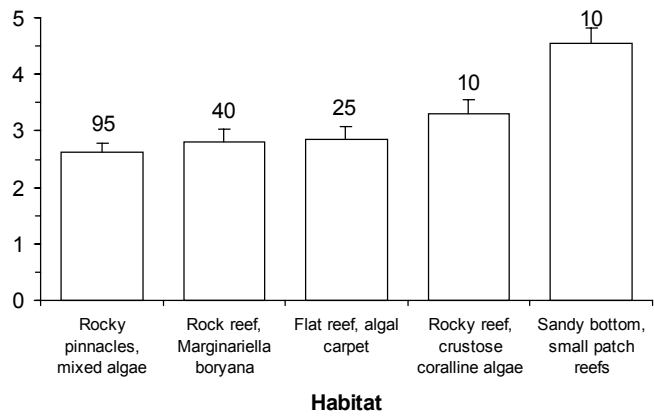 5
4
3
2
1
0
95
40
25
10
10
Rocky
pinnacles,
mixed algae
Rock reef,
Marginariella
boryana
Flat reef, algal
carpet
Rocky reef,
crustose
coralline algae
Sandy bottom,
small patch
reefs
Habitat